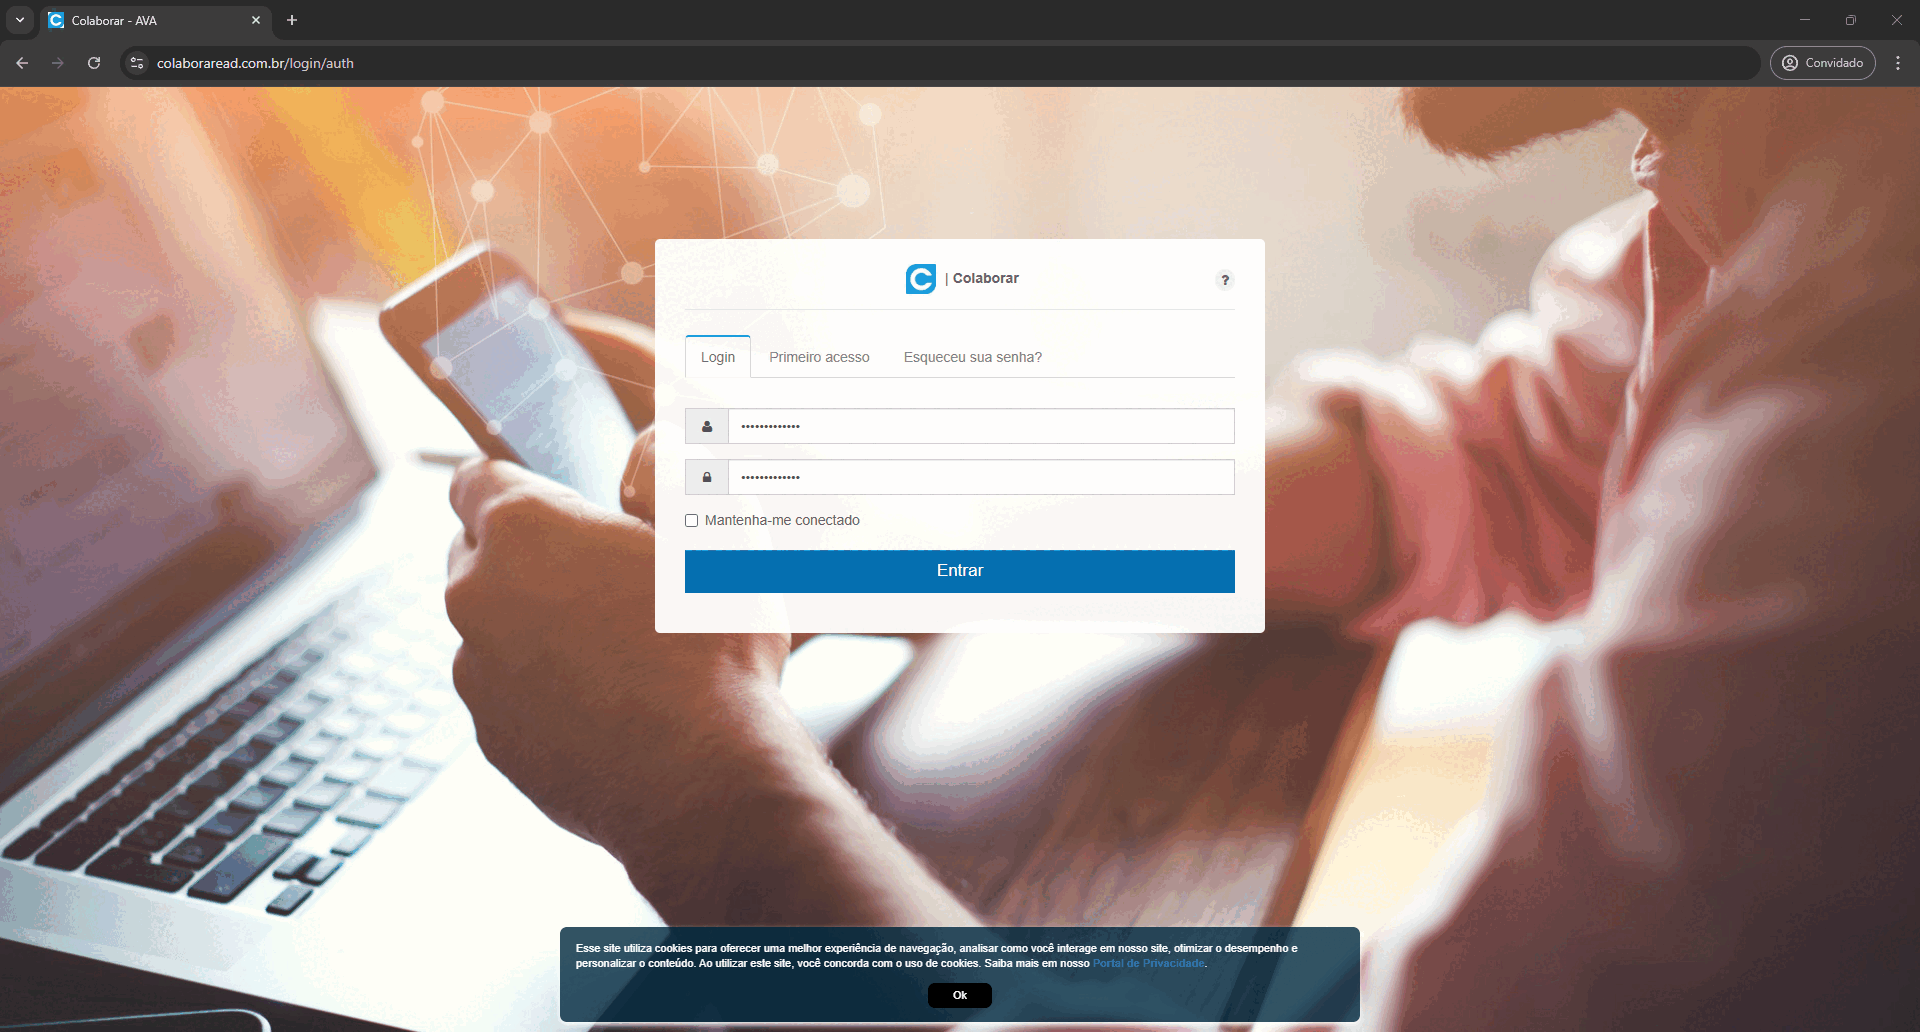 Colaborar - AVA
colaboraread.com.br/login/auth
Convidado
| Colaborar
?
Login
Primeiro acesso
Esqueceu sua senha?
•••••••••••••
•••••••••••••
Mantenha-me conectado
Entrar
Esse site utiliza cookies para oferecer uma melhor experiência de navegação, analisar como você interage em nosso site, otimizar o desempenho e
personalizar o conteúdo. Ao utilizar este site, você concorda com o uso de cookies. Saiba mais em nosso Portal de Privacidade.
Ok